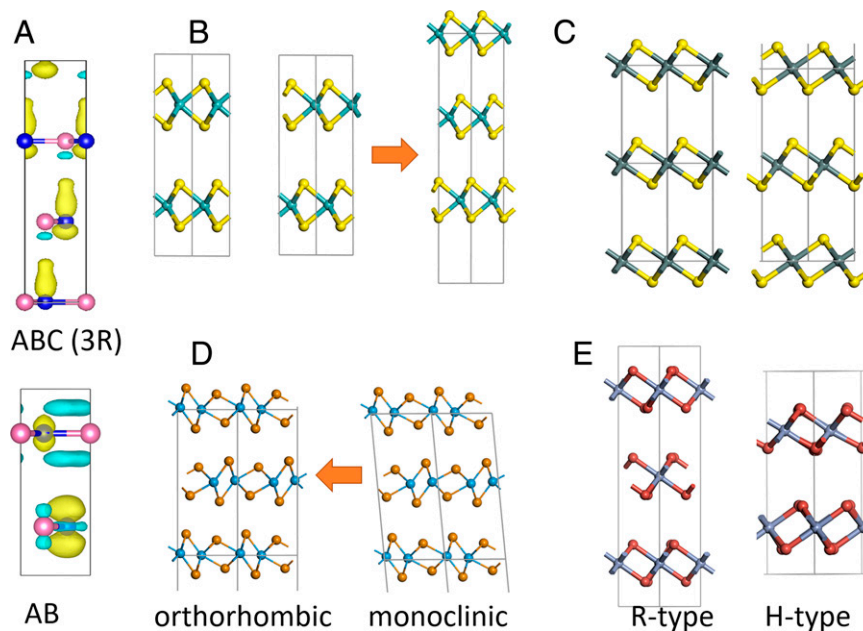 A
B
C
ABC (3R)
D
E
AB
orthorhombic
monoclinic
R-type
H-type